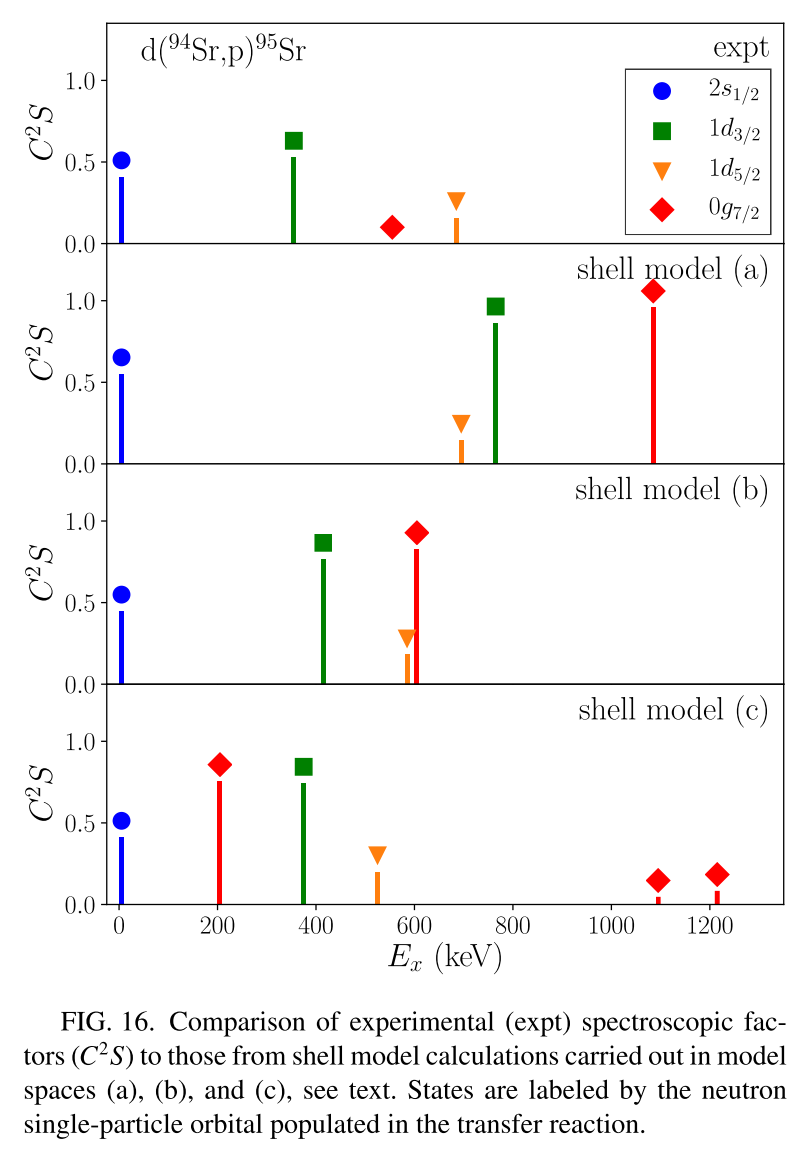 d(⁹⁴Sr,p)⁹⁵Sr
expt
2s₁/₂
1d₃/₂
1d₅/₂
0g₇/₂
C²S
1.0
0.5
0.0
shell model (a)
C²S
1.0
0.5
0.0
shell model (b)
C²S
1.0
0.5
0.0
shell model (c)
C²S
1.0
0.5
0.0
0 200 400 600 800 1000 1200
Eₓ (keV)
FIG. 16. Comparison of experimental (expt) spectroscopic fac-
tors (C²S) to those from shell model calculations carried out in model
spaces (a), (b), and (c), see text. States are labeled by the neutron
single-particle orbital populated in the transfer reaction.